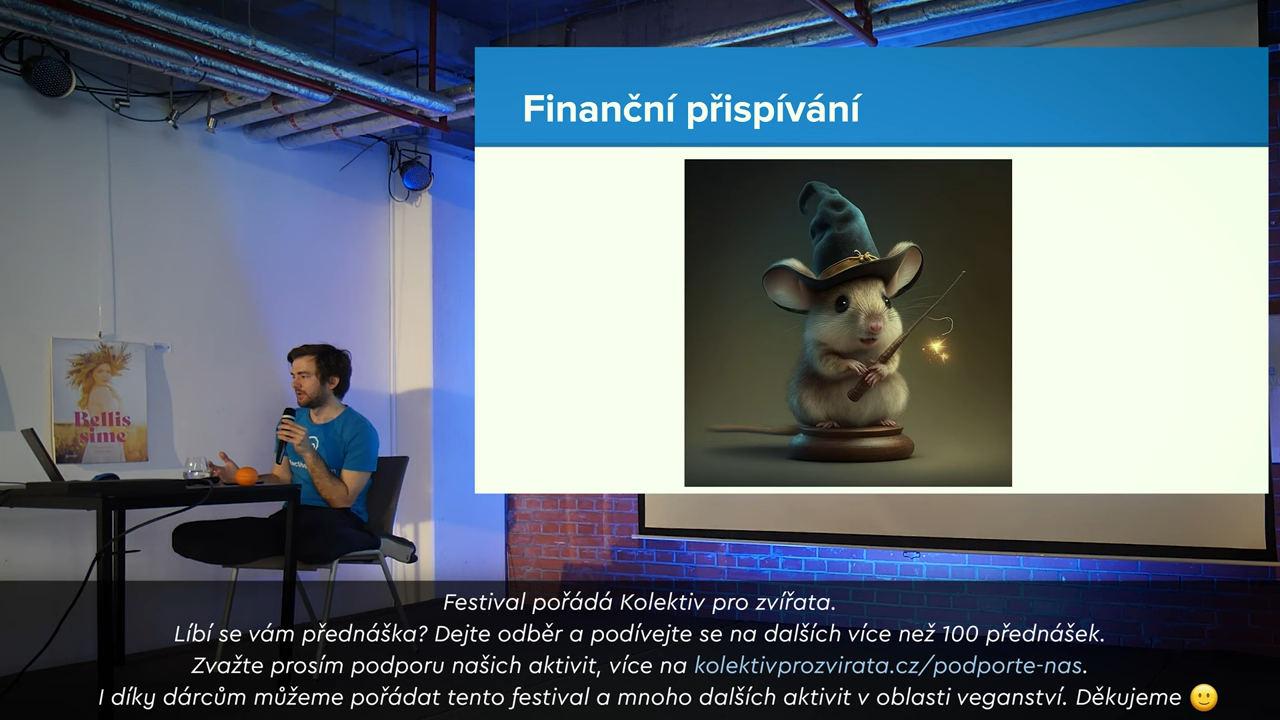 Finanční přispívání
Bellis
sime
Festival pořádá Kolektiv pro zvířata.
Líbí se vám přednáška? Dejte odběr a podívejte se na dalších více než 100 přednášek.
Zvažte prosím podporu našich aktivit, více na kolektivprozvirata.cz/podporte-nas.
I díky dárcům můžeme pořádat tento festival a mnoho dalších aktivit v oblasti veganství. Děkujeme 🙂